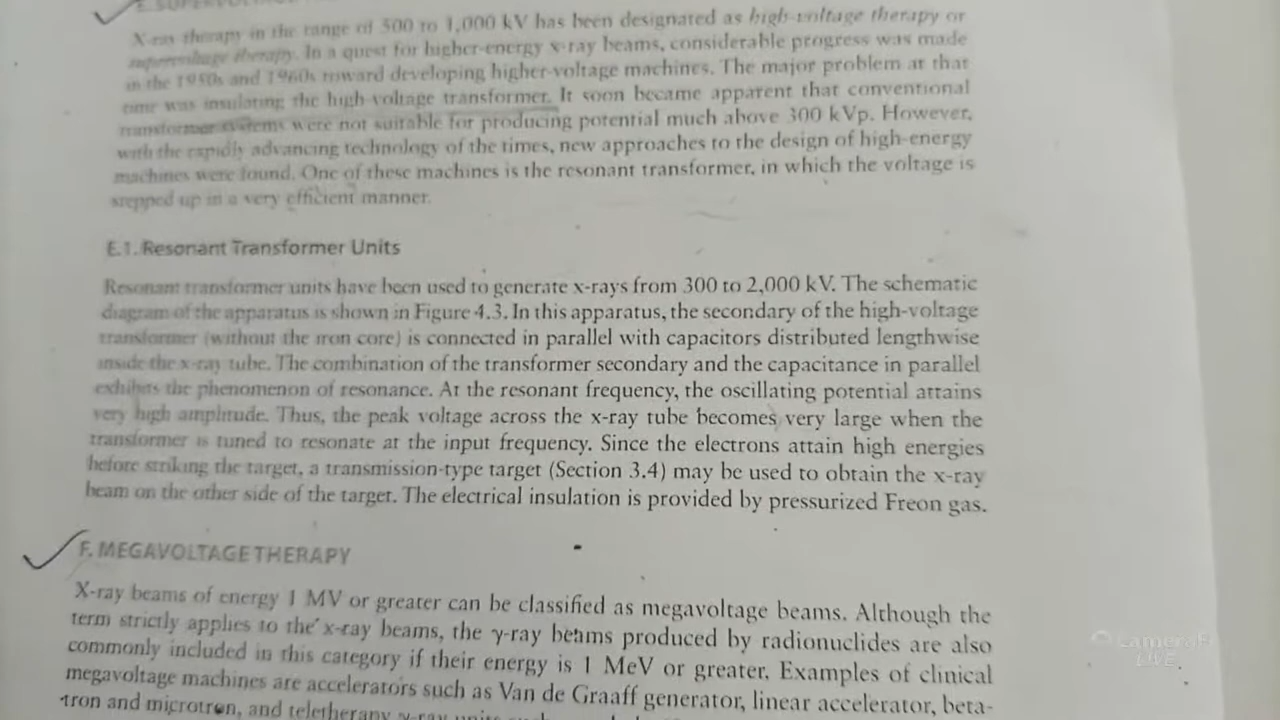 E. SUPERVOLTAGE
X-ray therapy in the range of 500 to 1,000 kV has been designated as high-voltage therapy or
supervoltage therapy. In a quest for higher-energy x-ray beams, considerable progress was made
in the 1950s and 1960s toward developing higher-voltage machines. The major problem at that
time was insulating the high-voltage transformer. It soon became apparent that conventional
transformer systems were not suitable for producing potential much above 300 kVp. However,
with the rapidly advancing technology of the times, new approaches to the design of high-energy
machines were found. One of these machines is the resonant transformer, in which the voltage is
stepped up in a very efficient manner.
E.1. Resonant Transformer Units
Resonant transformer units have been used to generate x-rays from 300 to 2,000 kV. The schematic
diagram of the apparatus is shown in Figure 4.3. In this apparatus, the secondary of the high-voltage
transformer (without the iron core) is connected in parallel with capacitors distributed lengthwise
inside the x-ray tube. The combination of the transformer secondary and the capacitance in parallel
exhibits the phenomenon of resonance. At the resonant frequency, the oscillating potential attains
very high amplitude. Thus, the peak voltage across the x-ray tube becomes very large when the
transformer is tuned to resonate at the input frequency. Since the electrons attain high energies
before striking the target, a transmission-type target (Section 3.4) may be used to obtain the x-ray
beam on the other side of the target. The electrical insulation is provided by pressurized Freon gas.
F. MEGAVOLTAGE THERAPY
X-ray beams of energy 1 MV or greater can be classified as megavoltage beams. Although the
term strictly applies to the x-ray beams, the γ-ray beams produced by radionuclides are also
commonly included in this category if their energy is 1 MeV or greater. Examples of clinical
megavoltage machines are accelerators such as Van de Graaff generator, linear accelerator, beta-
tron and microtron, and teletherapy γ-ray units
CameraFi
LIVE